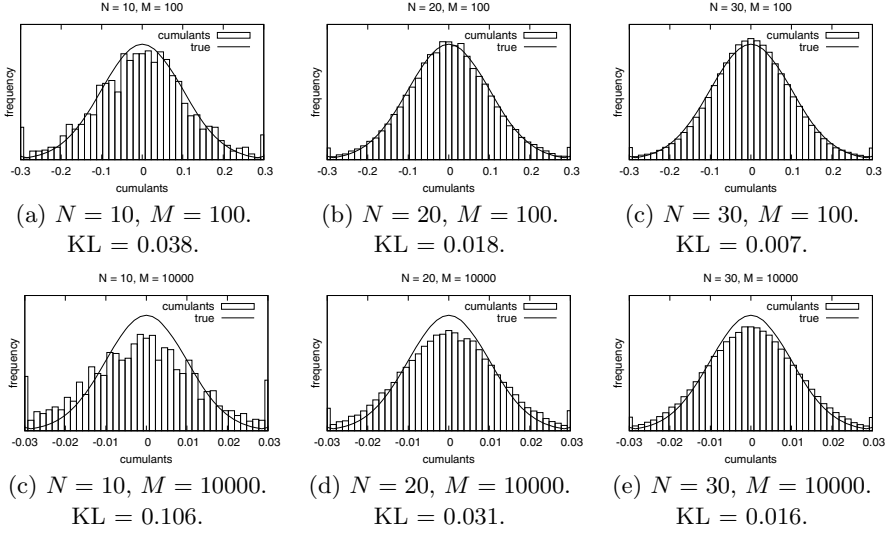 N = 10, M = 100
cumulants
true
frequency
-0.3 -0.2 -0.1 0 0.1 0.2 0.3
cumulants
(a) N = 10, M = 100.
KL = 0.038.
N = 20, M = 100
cumulants
true
frequency
-0.3 -0.2 -0.1 0 0.1 0.2 0.3
cumulants
(b) N = 20, M = 100.
KL = 0.018.
N = 30, M = 100
cumulants
true
frequency
-0.3 -0.2 -0.1 0 0.1 0.2 0.3
cumulants
(c) N = 30, M = 100.
KL = 0.007.
N = 10, M = 10000
cumulants
true
frequency
-0.03 -0.02 -0.01 0 0.01 0.02 0.03
cumulants
(c) N = 10, M = 10000.
KL = 0.106.
N = 20, M = 10000
cumulants
true
frequency
-0.03 -0.02 -0.01 0 0.01 0.02 0.03
cumulants
(d) N = 20, M = 10000.
KL = 0.031.
N = 30, M = 10000
cumulants
true
frequency
-0.03 -0.02 -0.01 0 0.01 0.02 0.03
cumulants
(e) N = 30, M = 10000.
KL = 0.016.